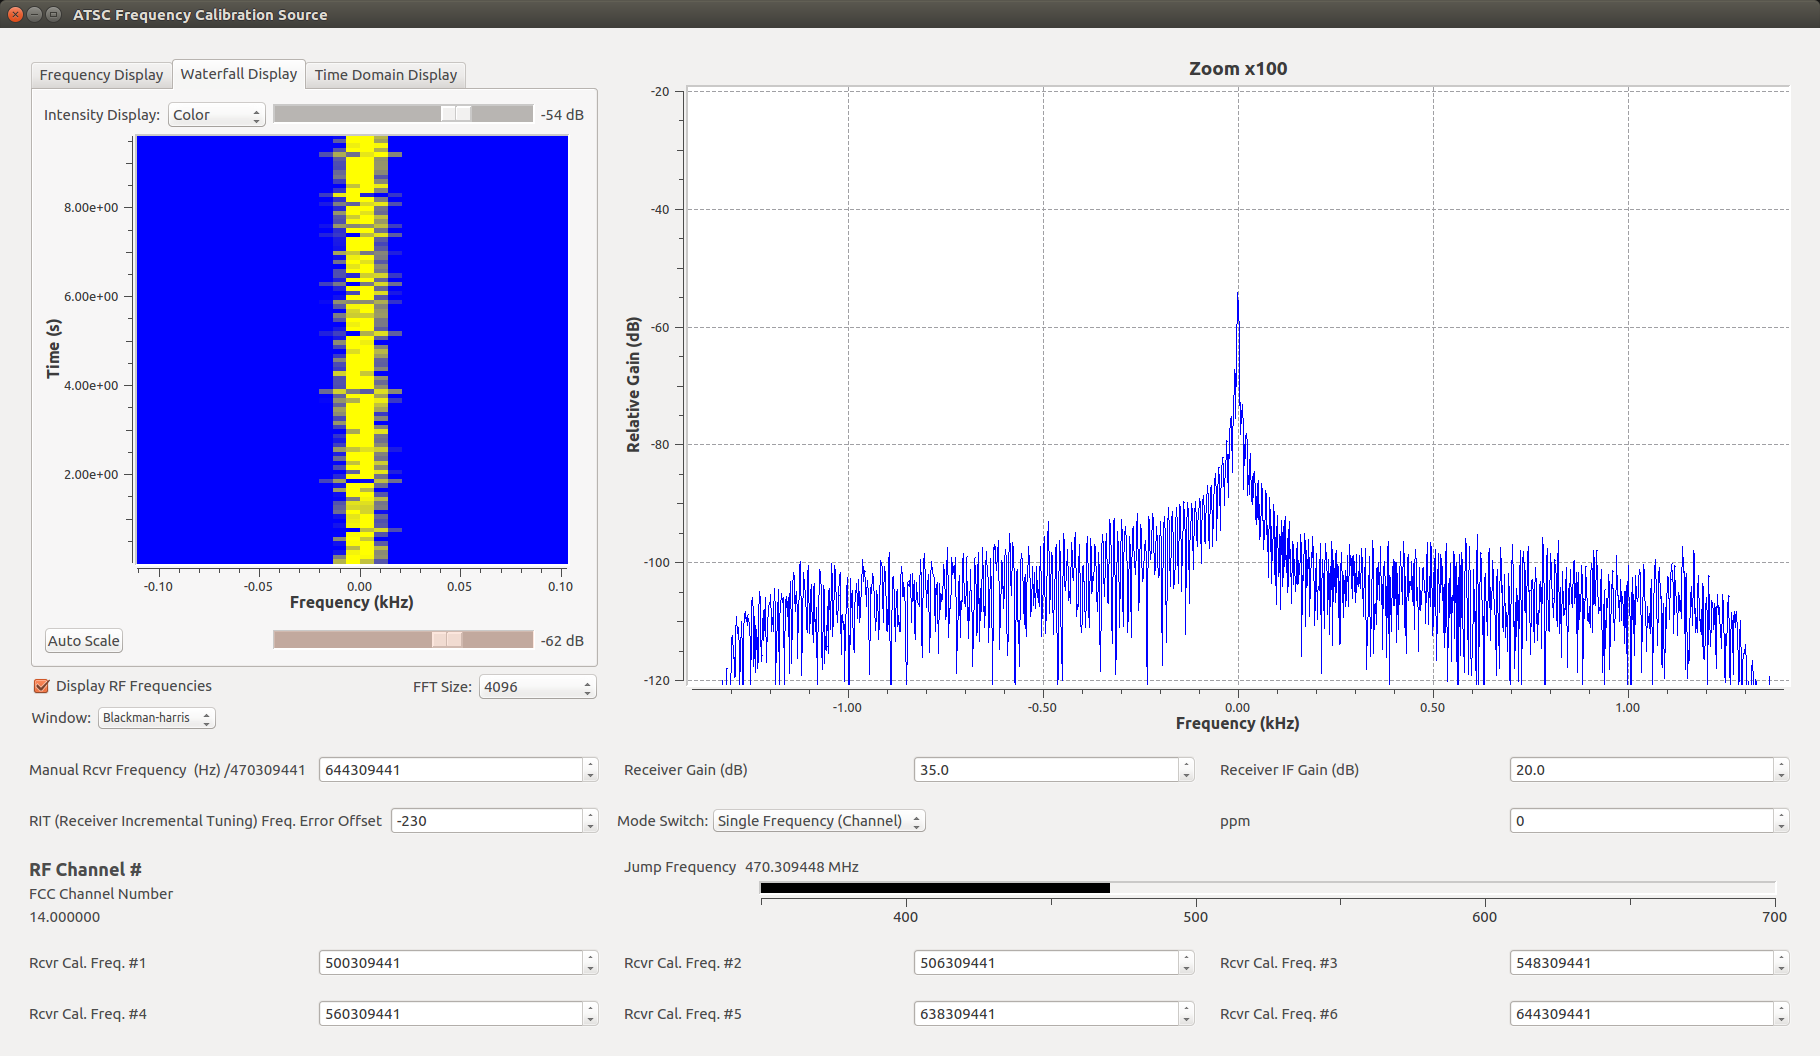 ATSC Frequency Calibration Source
Frequency Display Waterfall Display Time Domain Display
Intensity Display: Color -54 dB
8.00e+00
6.00e+00
4.00e+00
2.00e+00
Time (s)
-0.10 -0.05 0.00 0.05 0.10
Frequency (kHz)
Auto Scale -62 dB
Display RF Frequencies FFT Size: 4096
Window: Blackman-harris
Zoom x100
-20
-40
-60
-80
-100
-120
Relative Gain (dB)
-1.00 -0.50 0.00 0.50 1.00
Frequency (kHz)
Manual Rcvr Frequency (Hz) /470309441 644309441 Receiver Gain (dB) 35.0 Receiver IF Gain (dB) 20.0
RIT (Receiver Incremental Tuning) Freq. Error Offset -230 Mode Switch: Single Frequency (Channel) ppm 0
RF Channel #
FCC Channel Number
14.000000
Jump Frequency 470.309448 MHz
400 500 600 700
Rcvr Cal. Freq. #1 500309441 Rcvr Cal. Freq. #2 506309441 Rcvr Cal. Freq. #3 548309441
Rcvr Cal. Freq. #4 560309441 Rcvr Cal. Freq. #5 638309441 Rcvr Cal. Freq. #6 644309441